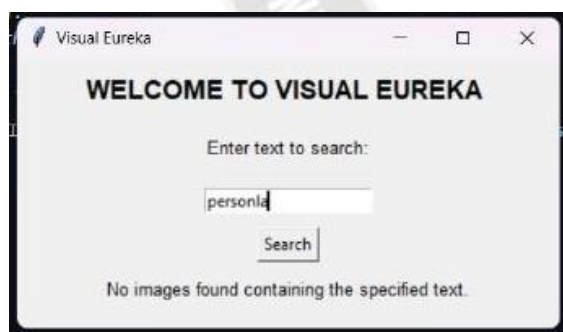 Visual Eureka
WELCOME TO VISUAL EUREKA
Enter text to search:
personla
Search
No images found containing the specified text.